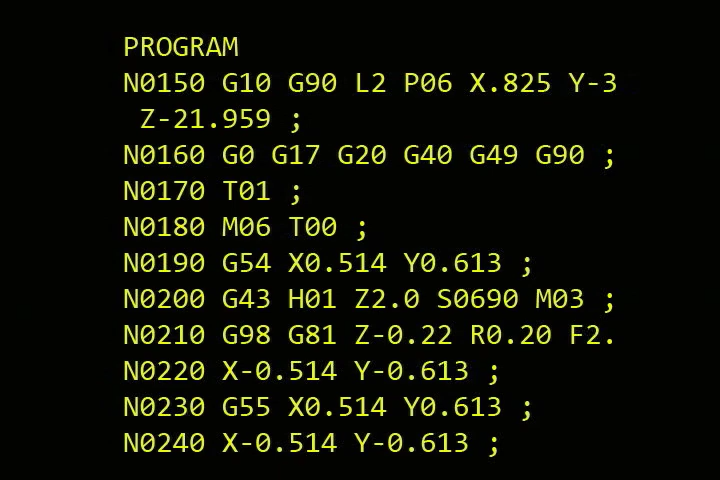 PROGRAM
N0150 G10 G90 L2 P06 X.825 Y-3
Z-21.959 ;
N0160 G0 G17 G20 G40 G49 G90 ;
N0170 T01 ;
N0180 M06 T00 ;
N0190 G54 X0.514 Y0.613 ;
N0200 G43 H01 Z2.0 S0690 M03 ;
N0210 G98 G81 Z-0.22 R0.20 F2.
N0220 X-0.514 Y-0.613 ;
N0230 G55 X0.514 Y0.613 ;
N0240 X-0.514 Y-0.613 ;